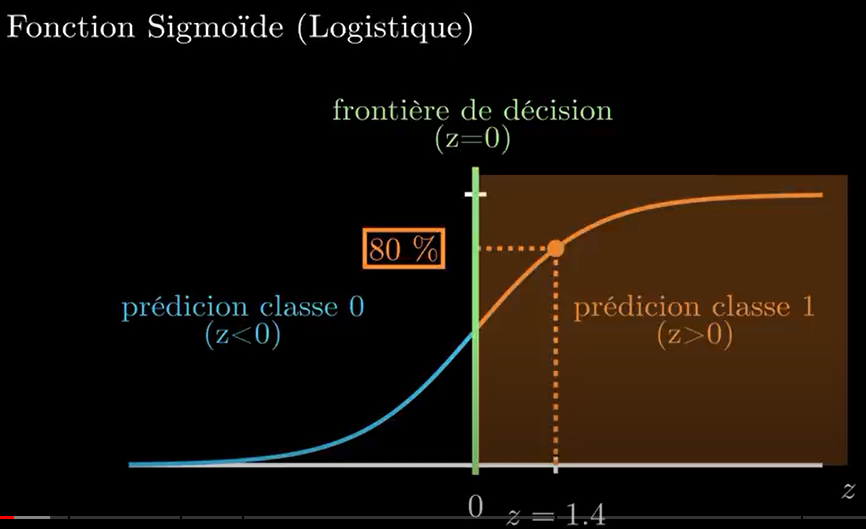 Fonction Sigmoïde (Logistique)
frontière de décision
(z=0)
80 %
prédicion classe 0
(z<0)
prédicion classe 1
(z>0)
z
0
z = 1.4